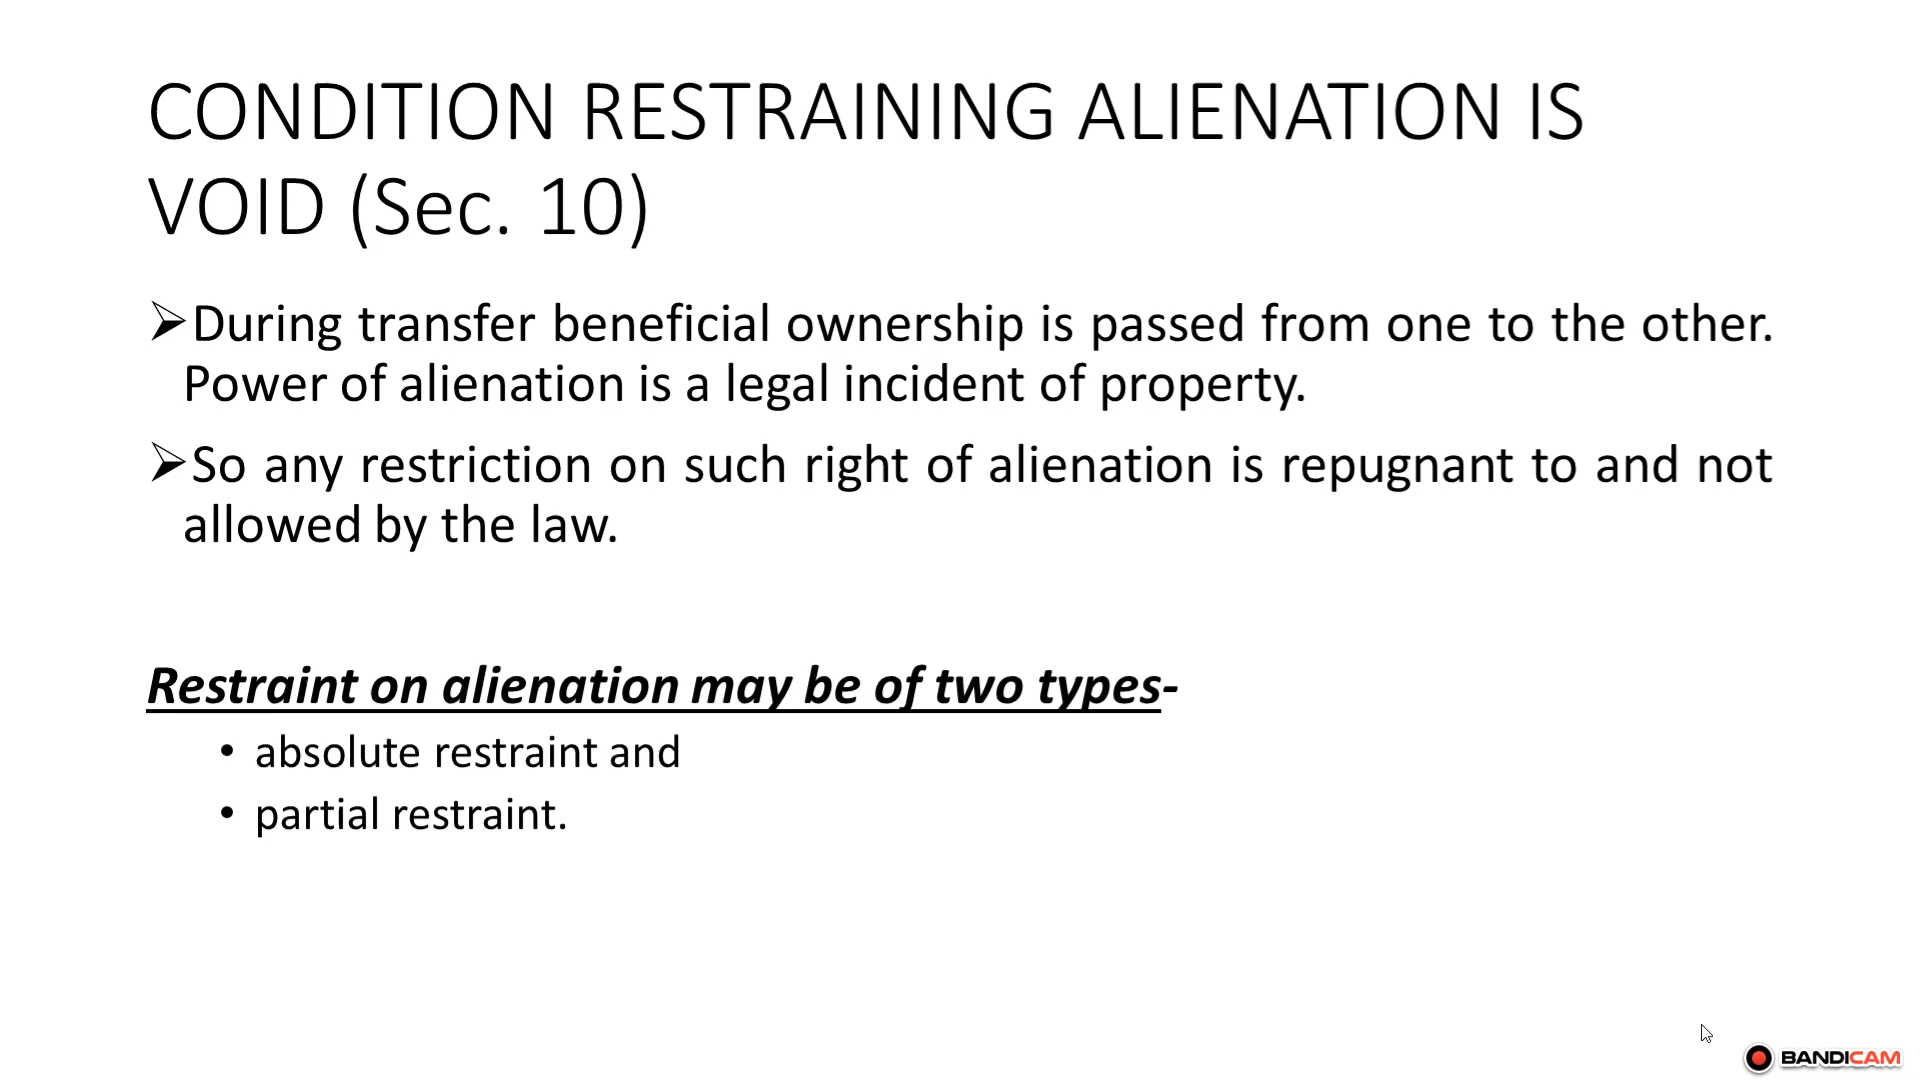 CONDITION RESTRAINING ALIENATION IS
VOID (Sec. 10)
➢During transfer beneficial ownership is passed from one to the other.
Power of alienation is a legal incident of property.
➢So any restriction on such right of alienation is repugnant to and not
allowed by the law.
Restraint on alienation may be of two types-
• absolute restraint and
• partial restraint.
BANDICAM